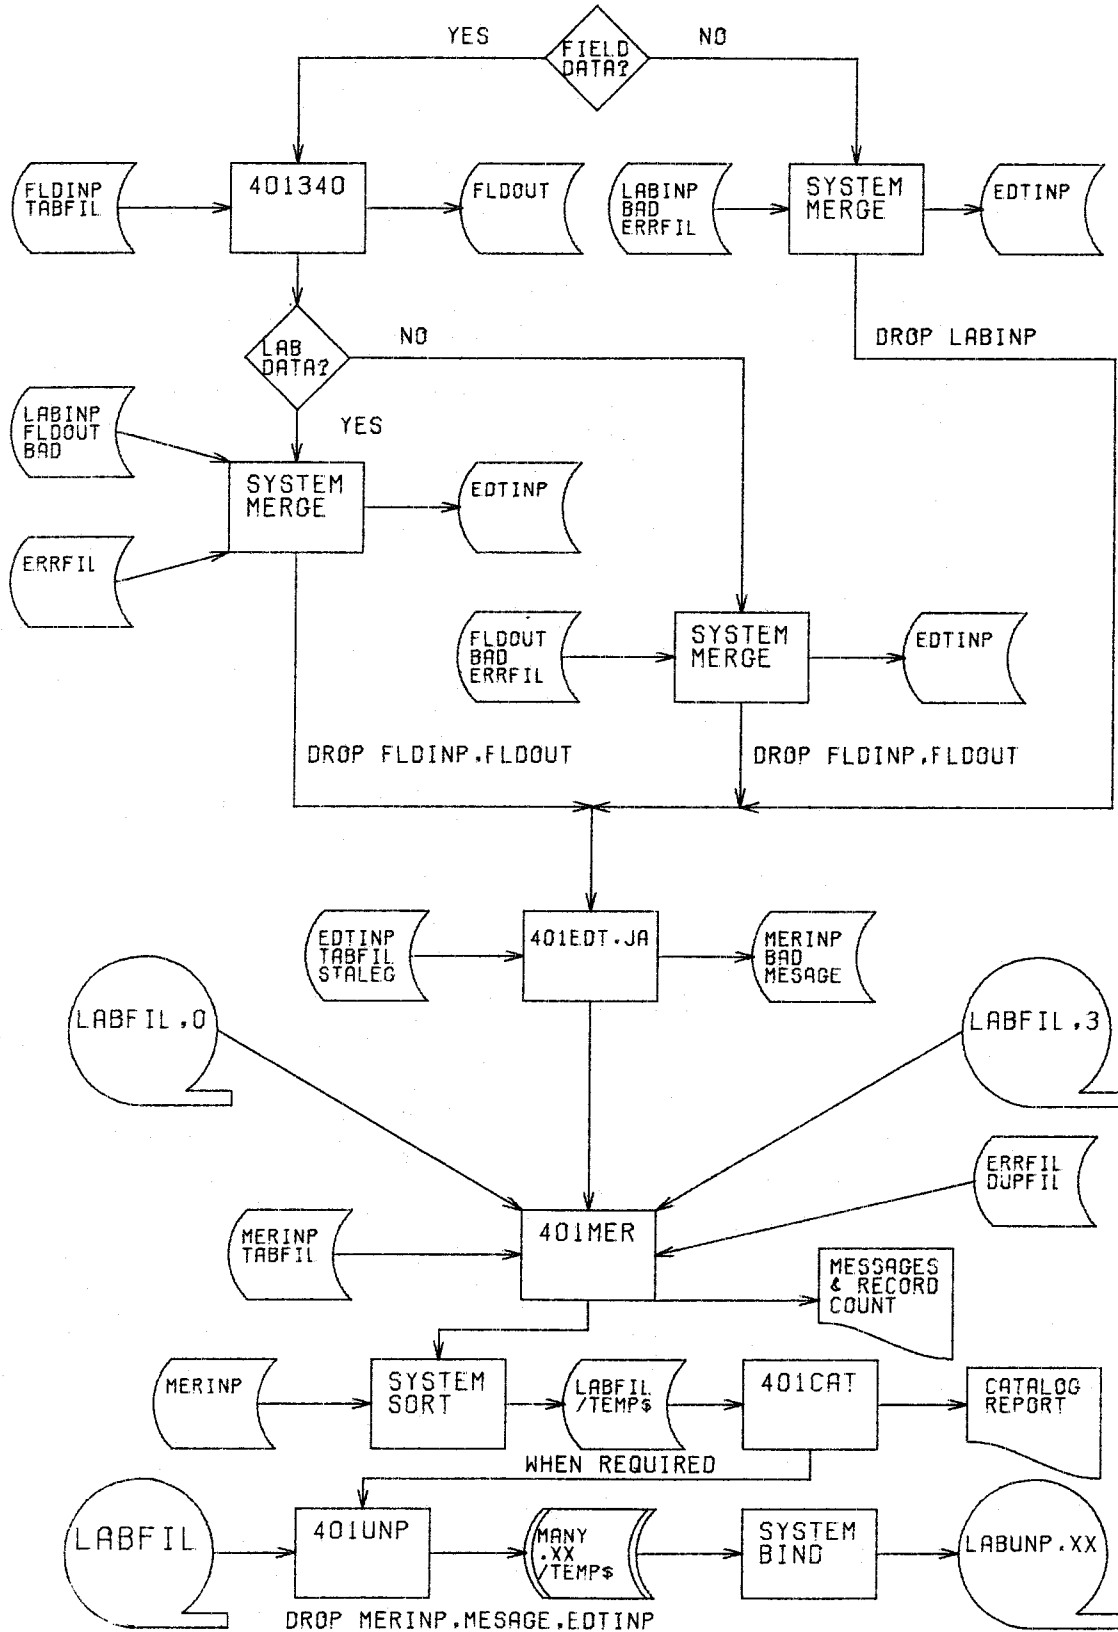 YES
FIELD
DATA?
NO
FLDINP
TABFIL
401340
FLDOUT
LABINP
BAD
ERRFIL
SYSTEM
MERGE
EDTINP
LAB
DATA?
NO
DROP LABINP
LABINP
FLDOUT
BAD
YES
SYSTEM
MERGE
EDTINP
ERRFIL
FLDOUT
BAD
ERRFIL
SYSTEM
MERGE
EDTINP
DROP FLDINP,FLDOUT
DROP FLDINP,FLDOUT
EDTINP
TABFIL
STALEG
401EDT.JA
MERINP
BAD
MESAGE
LABFIL,0
LABFIL,3
ERRFIL
DUPFIL
MERINP
TABFIL
401MER
MESSAGES
& RECORD
COUNT
MERINP
SYSTEM
SORT
LABFIL
/TEMP$
401CAT
CATALOG
REPORT
WHEN REQUIRED
LABFIL
401UNP
MANY
.XX
/TEMP$
SYSTEM
BIND
LABUNP.XX
DROP MERINP,MESAGE,EDTINP